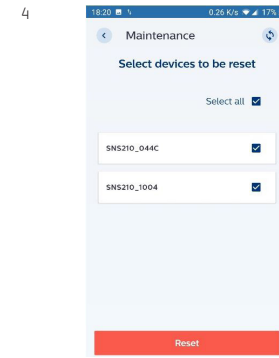 4
18:20 0.26 K/s 17%
Maintenance
Select devices to be reset
Select all
SNS210_044C
SNS210_1004
Reset